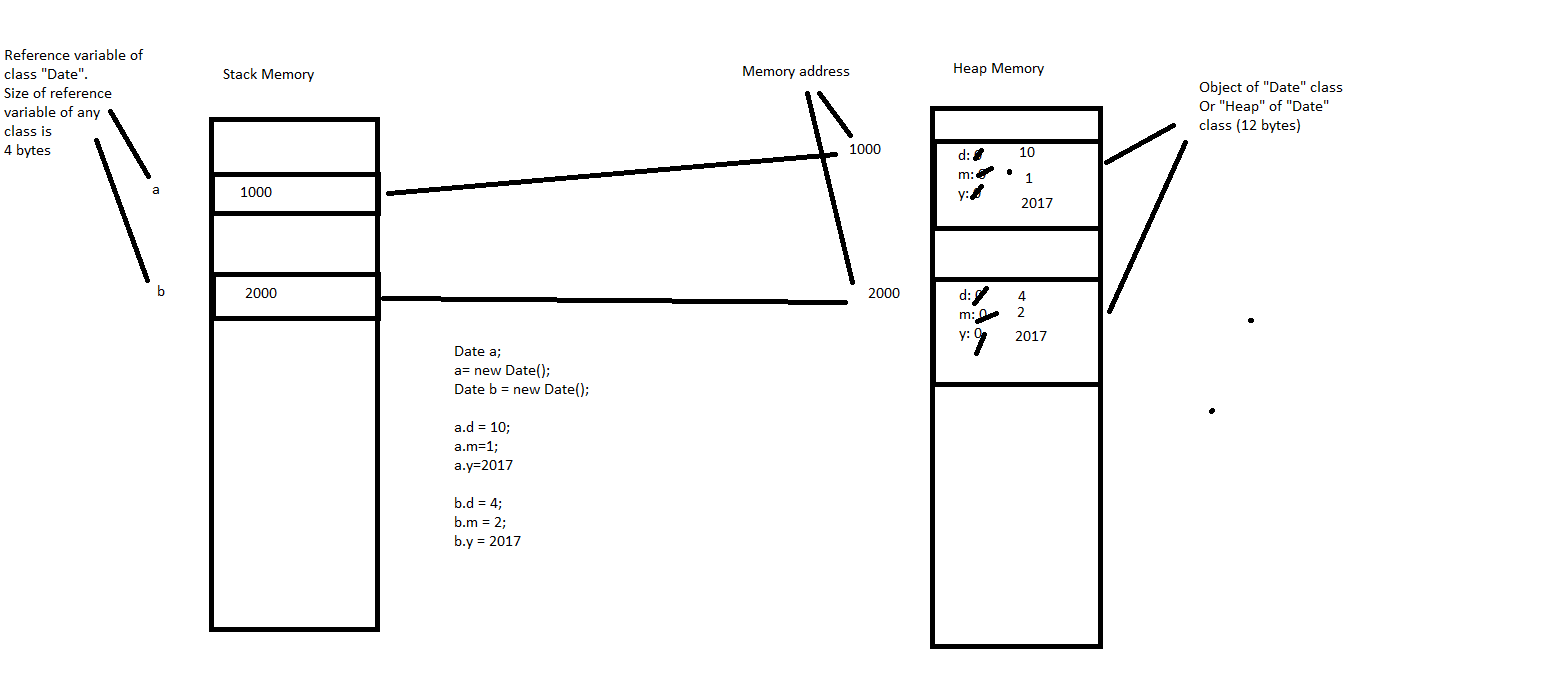 Reference variable of
class "Date".
Size of reference
variable of any
class is
4 bytes
a
b
Stack Memory
1000
2000
Date a;
a= new Date();
Date b = new Date();
a.d = 10;
a.m=1;
a.y=2017
b.d = 4;
b.m = 2;
b.y = 2017
Memory address
1000
2000
Heap Memory
d: 0 10
m: 0 1
y: 0 2017
d: 0 4
m: 0 2
y: 0 2017
Object of "Date" class
Or "Heap" of "Date"
class (12 bytes)